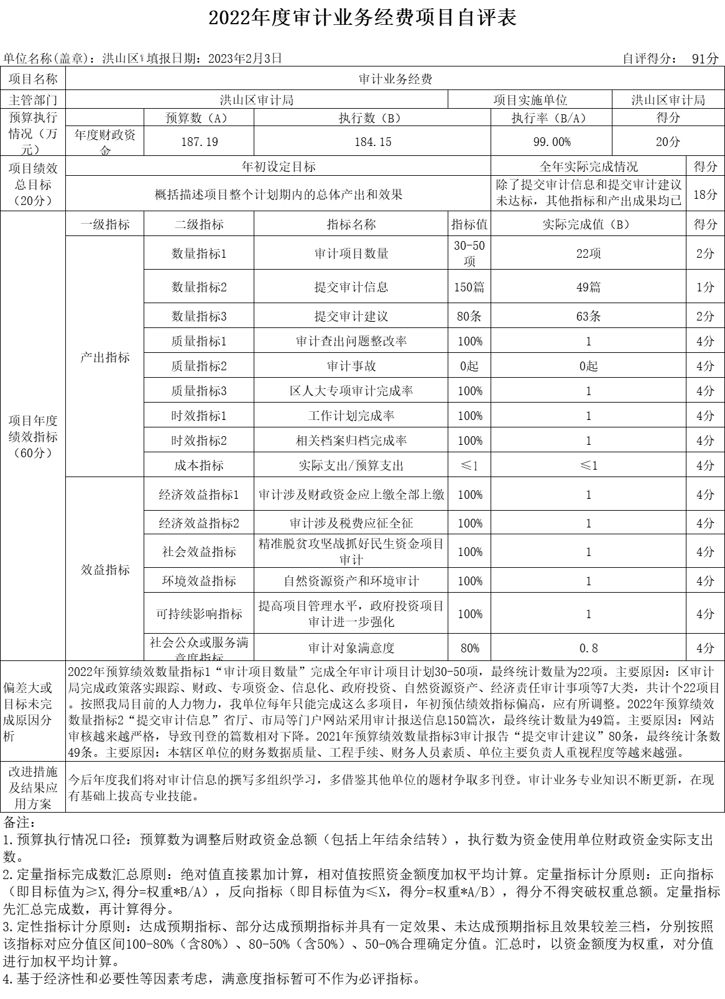 2022年度审计业务经费项目自评表
单位名称(盖章): 洪山区 填报日期: 2023年2月3日 自评得分: 91分
项目名称 审计业务经费
主管部门 洪山区审计局 项目实施单位 洪山区审计局
预算执行情况（万元） 预算数（A） 执行数（B） 执行率（B/A） 得分
年度财政资金 187.19 184.15 99.00% 20分
项目绩效总目标（20分） 年初设定目标 全年实际完成情况 得分
概括描述项目整个计划期内的总体产出和效果 除了提交审计信息和提交审计建议未达标，其他指标和产出成果均已 18分
项目年度绩效指标（60分） 一级指标 二级指标 指标名称 指标值 实际完成值（B） 得分
产出指标 数量指标1 审计项目数量 30-50项 22项 2分
数量指标2 提交审计信息 150篇 49篇 1分
数量指标3 提交审计建议 80条 63条 2分
质量指标1 审计查出问题整改率 100% 1 4分
质量指标2 审计事故 0起 0起 4分
质量指标3 区人大专项审计完成率 100% 1 4分
时效指标1 工作计划完成率 100% 1 4分
时效指标2 相关档案归档完成率 100% 1 4分
成本指标 实际支出/预算支出 ≤1 ≤1 4分
效益指标 经济效益指标1 审计涉及财政资金应上缴全部上缴 100% 1 4分
经济效益指标2 审计涉及税费应征全征 100% 1 4分
社会效益指标 精准脱贫攻坚战抓好民生资金项目审计 100% 1 4分
环境效益指标 自然资源资产和环境审计 100% 1 4分
可持续影响指标 提高项目管理水平，政府投资项目审计进一步强化 100% 1 4分
社会公众或服务满意度指标 审计对象满意度 80% 0.8 4分
偏差大或目标未完成原因分析
2022年预算绩效数量指标1“审计项目数量”完成全年审计项目计划30-50项，最终统计数量为22项。主要原因：区审计
局完成政策落实跟踪、财政、专项资金、信息化、政府投资、自然资源资产、经济责任审计事项等7大类，共计个22项目
。按照我局目前的人力物力，我单位每年只能完成这么多项目，年初预估绩效指标偏高，应有所调整。2022年预算绩效
数量指标2“提交审计信息”省厅、市局等门户网站采用审计报送信息150篇次，最终统计数量为49篇。主要原因：网站
审核越来越严格，导致刊登的篇数相对下降。2021年预算绩效数量指标3审计报告“提交审计建议”80条，最终统计条数
49条。主要原因：本辖区单位的财务数据质量、工程手续、财务人员素质、单位主要负责人重视程度等越来越强。
改进措施及结果应用方案
今后年度我们将对审计信息的撰写多组织学习，多借鉴其他单位的题材争取多刊登。审计业务专业知识不断更新，在现
有基础上拔高专业技能。
备注:
1.预算执行情况口径：预算数为调整后财政资金总额（包括上年结余结转），执行数为资金使用单位财政资金实际支出
数。
2.定量指标完成数汇总原则：绝对值直接累加计算，相对值按照资金额度加权平均计算。定量指标计分原则：正向指标
（即目标值为≥X,得分=权重*B/A），反向指标（即目标值为≤X，得分=权重*A/B），得分不得突破权重总额。定量指标
先汇总完成数，再计算得分。
3.定性指标计分原则：达成预期指标、部分达成预期指标并具有一定效果、未达成预期指标且效果较差三档，分别按照
该指标对应分值区间100-80%（含80%）、80-50%（含50%）、50-0%合理确定分值。汇总时，以资金额度为权重，对分值
进行加权平均计算。
4.基于经济性和必要性等因素考虑，满意度指标暂可不作为必评指标。